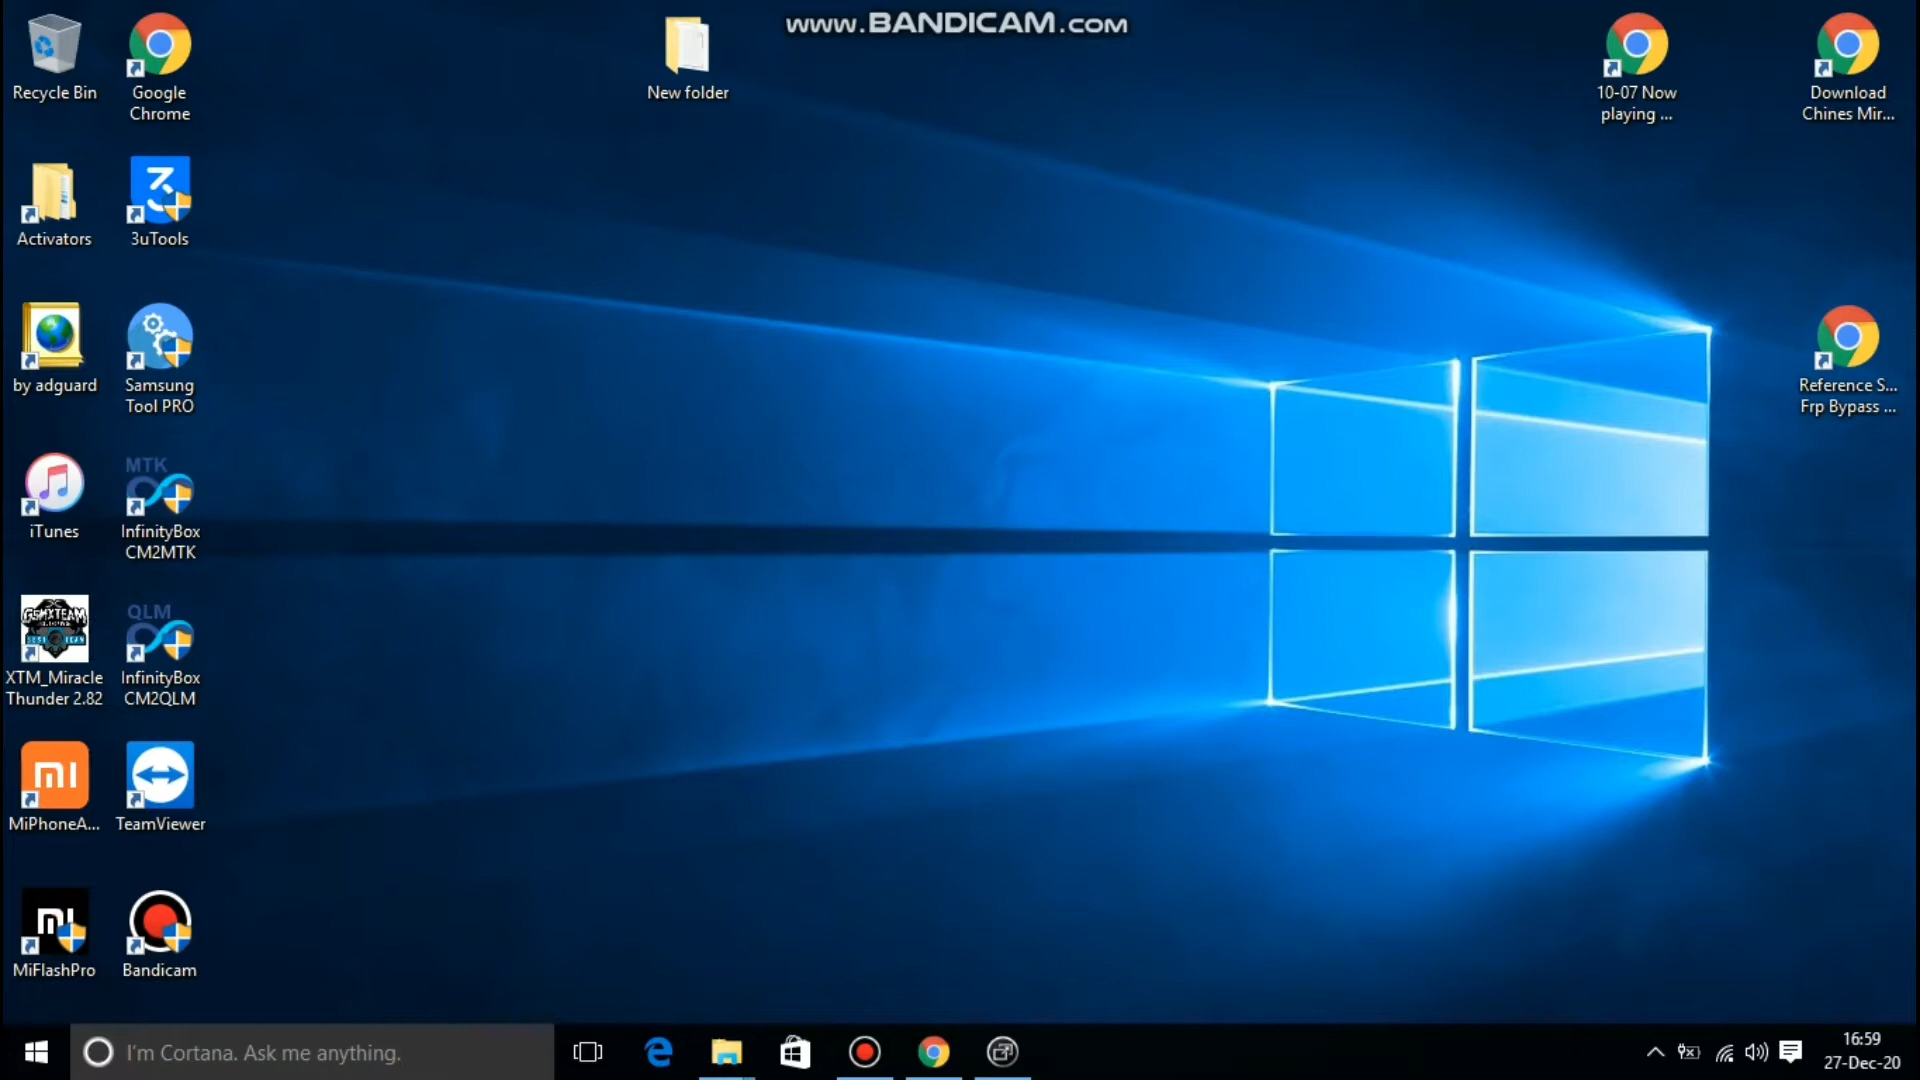 www.BANDICAM.com
Recycle Bin
Google
Chrome
New folder
10-07 Now
playing ...
Download
Chines Mir...
Activators
3uTools
by adguard
Samsung
Tool PRO
Reference S...
Frp Bypass ...
iTunes
MTK
InfinityBox
CM2MTK
GSMXTEAM
XTM_Miracle
Thunder 2.82
QLM
InfinityBox
CM2QLM
MiPhoneA...
TeamViewer
MiFlashPro
Bandicam
I'm Cortana. Ask me anything.
16:59
27-Dec-20